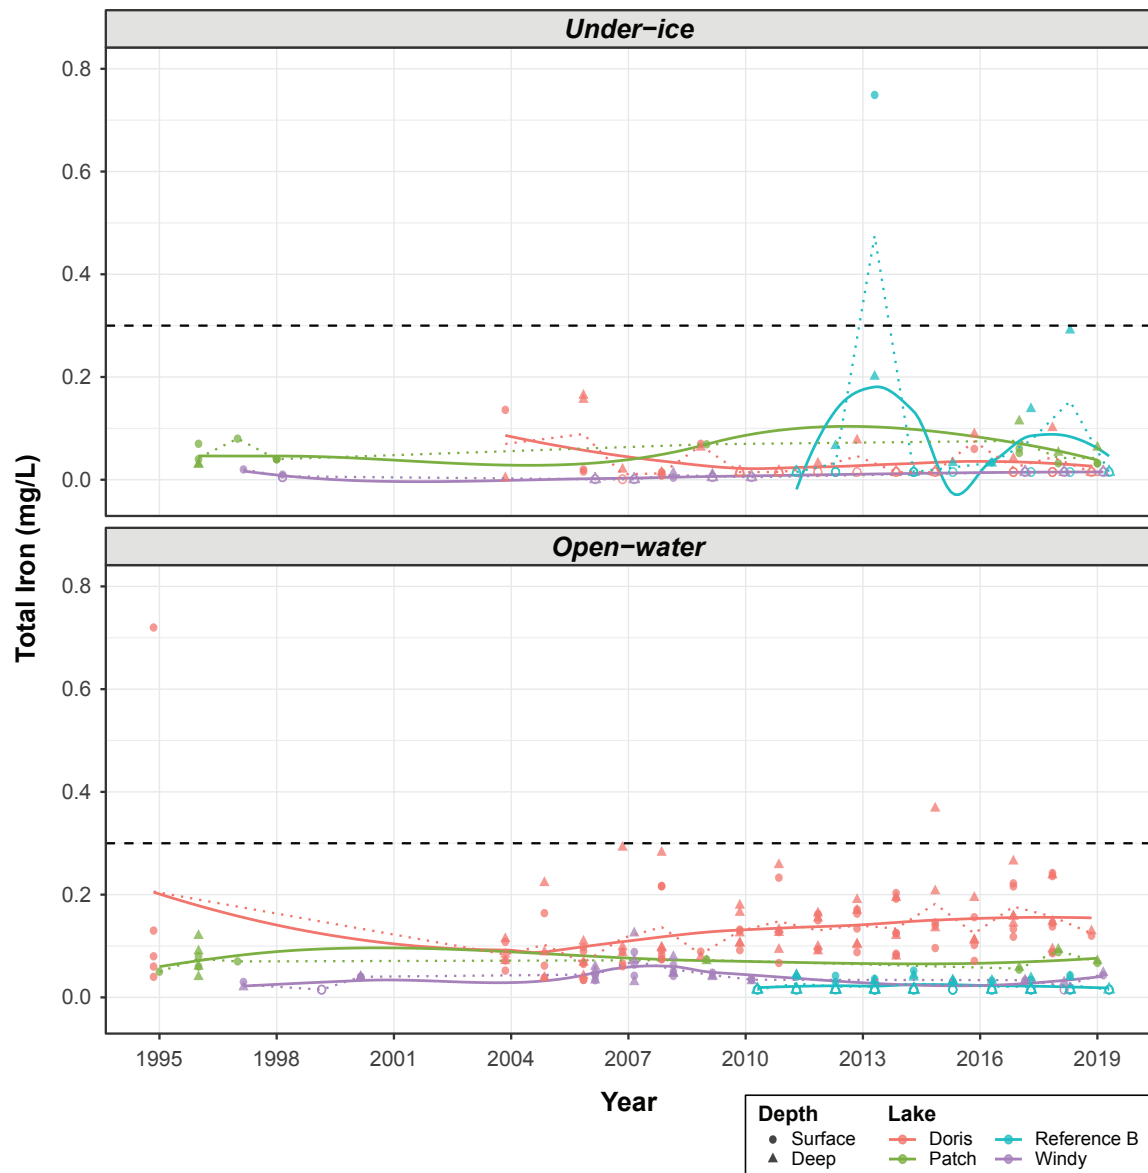 Under−ice
0.8
0.6
0.4
0.2
0.0
Open−water
0.8
0.6
0.4
0.2
0.0
Total Iron (mg/L)
1995 1998 2001 2004 2007 2010 2013 2016 2019
Year
Depth Lake
Surface Doris Reference B
Deep Patch Windy